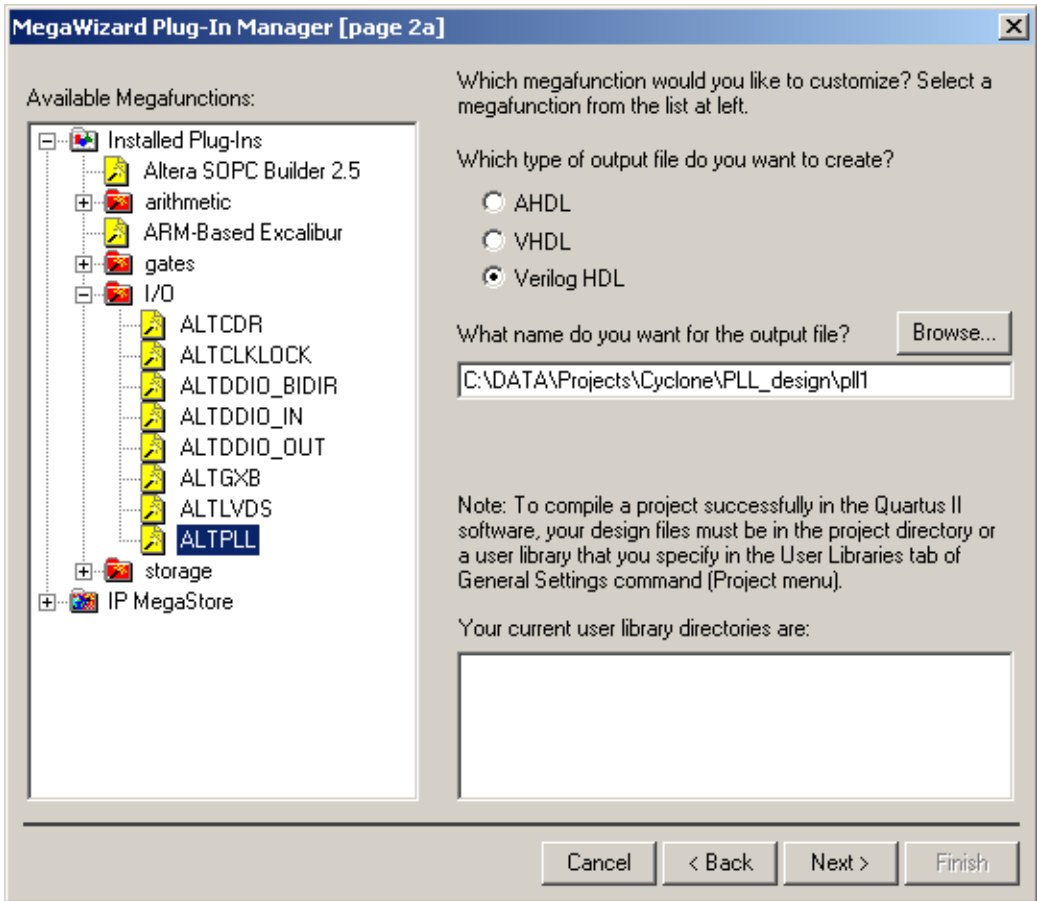 MegaWizard Plug-In Manager [page 2a]
Available Megafunctions:
Installed Plug-Ins
Altera SOPC Builder 2.5
arithmetic
ARM-Based Excalibur
gates
I/O
ALTCDR
ALTCLKLOCK
ALTDDIO_BIDIR
ALTDDIO_IN
ALTDDIO_OUT
ALTGXB
ALTLVDS
ALTPLL
storage
IP MegaStore
Which megafunction would you like to customize? Select a
megafunction from the list at left.
Which type of output file do you want to create?
AHDL
VHDL
Verilog HDL
What name do you want for the output file?
Browse...
C:\DATA\Projects\Cyclone\PLL_design\pll1
Note: To compile a project successfully in the Quartus II
software, your design files must be in the project directory or
a user library that you specify in the User Libraries tab of
General Settings command (Project menu).
Your current user library directories are:
Cancel
< Back
Next >
Finish